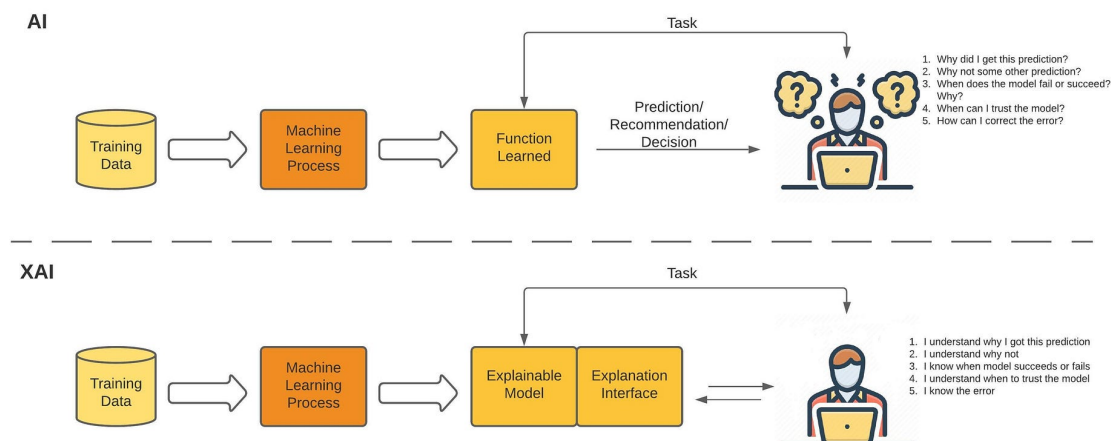 AI
Task
Training
Data
Machine
Learning
Process
Function
Learned
Prediction/
Recommendation/
Decision
?
?
1. Why did I get this prediction?
2. Why not some other prediction?
3. When does the model fail or succeed?
Why?
4. When can I trust the model?
5. How can I correct the error?
XAI
Task
Training
Data
Machine
Learning
Process
Explainable
Model
Explanation
Interface
1. I understand why I got this prediction
2. I understand why not
3. I know when model succeeds or fails
4. I understand when to trust the model
5. I know the error